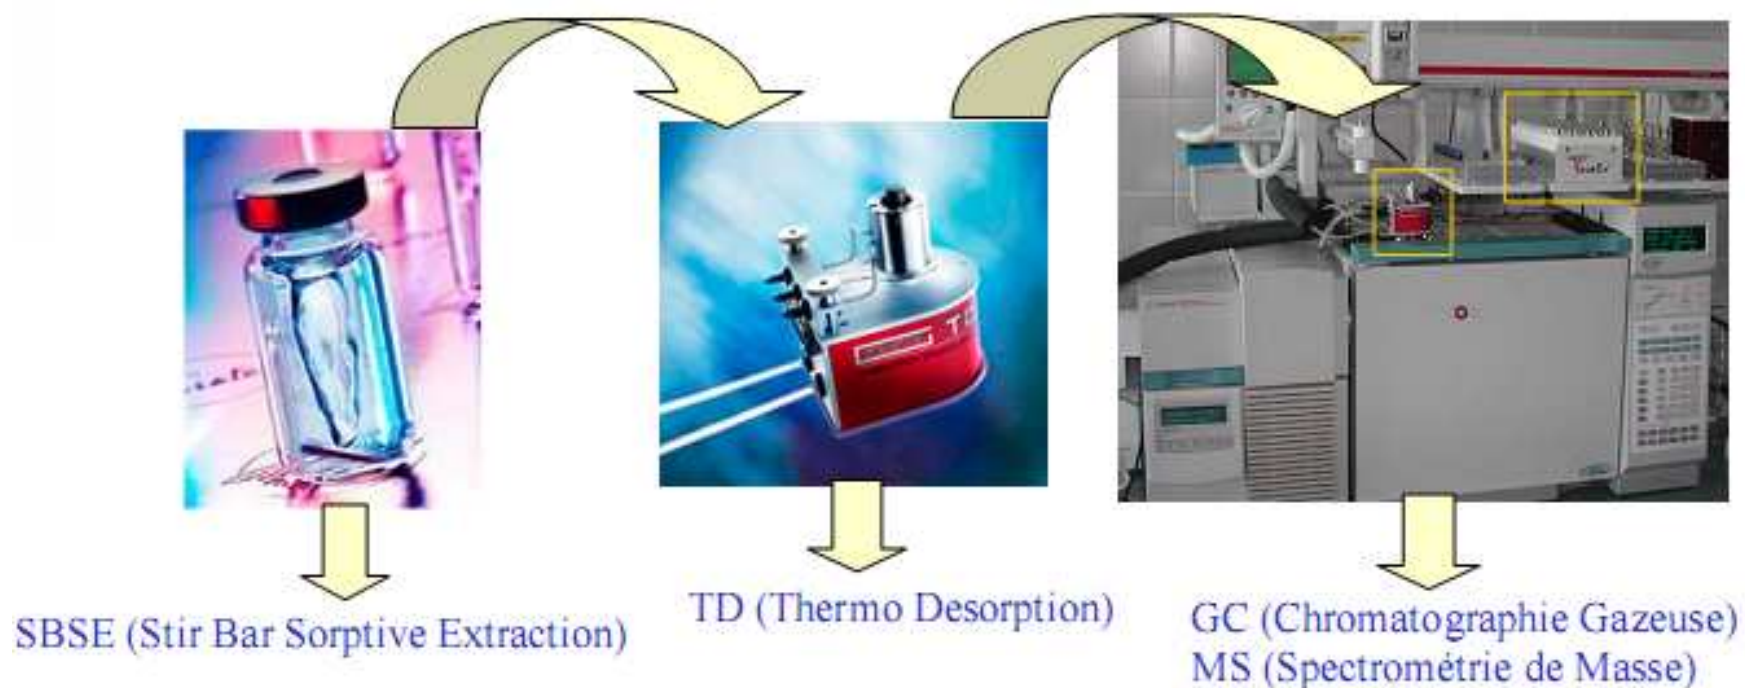 SBSE (Stir Bar Sorptive Extraction)
TD (Thermo Desorption)
GC (Chromatographie Gazeuse)
MS (Spectrométrie de Masse)